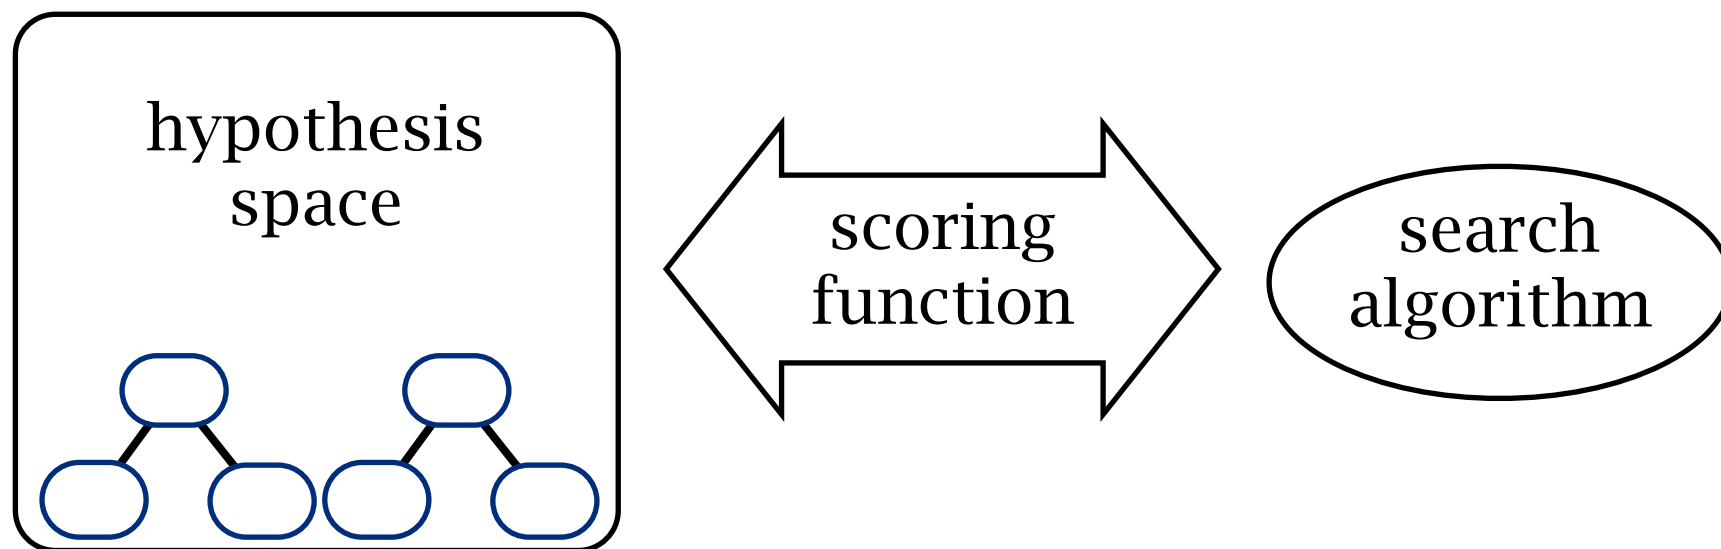 hypothesis
space
scoring
function
search
algorithm